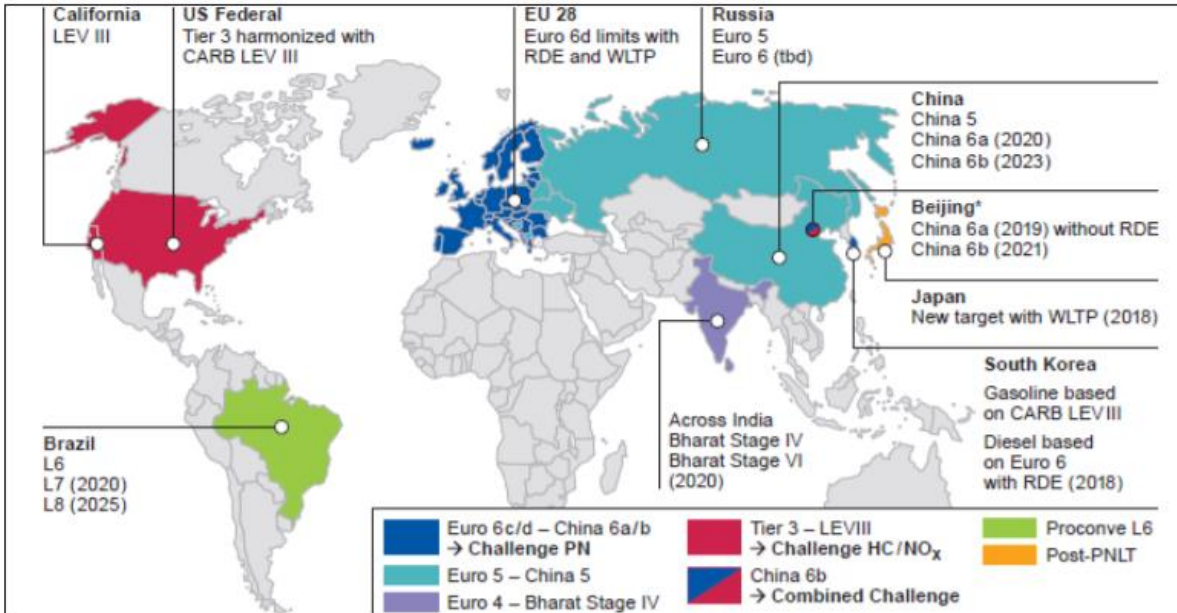 California
LEV III
US Federal
Tier 3 harmonized with
CARB LEV III
EU 28
Euro 6d limits with
RDE and WLTP
Russia
Euro 5
Euro 6 (tbd)
China
China 5
China 6a (2020)
China 6b (2023)
Beijing*
China 6a (2019) without RDE
China 6b (2021)
Japan
New target with WLTP (2018)
South Korea
Gasoline based
on CARB LEVIII
Diesel based
on Euro 6
with RDE (2018)
Across India
Bharat Stage IV
Bharat Stage VI
(2020)
Brazil
L6
L7 (2020)
L8 (2025)
Euro 6c/d – China 6a/b
→ Challenge PN
Euro 5 – China 5
Euro 4 – Bharat Stage IV
Tier 3 – LEVIII
→ Challenge HC/NOx
China 6b
→ Combined Challenge
Proconve L6
Post-PNLT